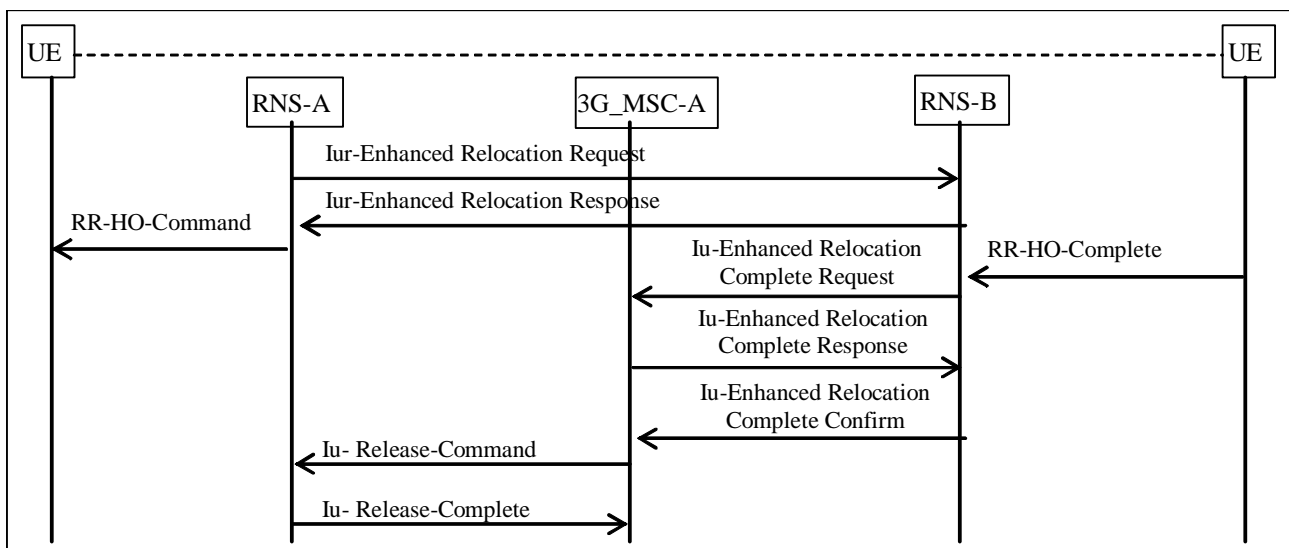 UE
UE
RNS-A
3G_MSC-A
RNS-B
Iur-Enhanced Relocation Request
Iur-Enhanced Relocation Response
RR-HO-Command
Iu-Enhanced Relocation
Complete Request
RR-HO-Complete
Iu-Enhanced Relocation
Complete Response
Iu-Enhanced Relocation
Complete Confirm
Iu- Release-Command
Iu- Release-Complete